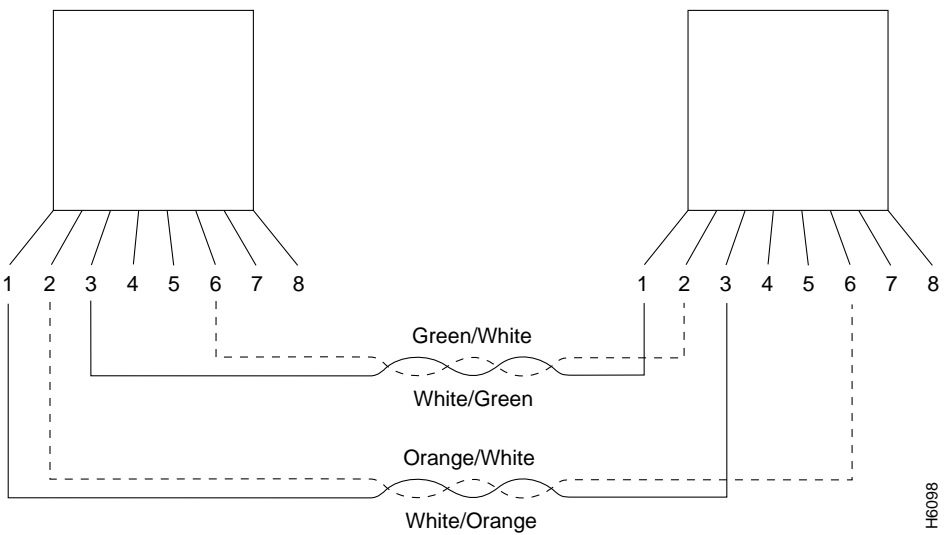 1 2 3 4 5 6 7 8 1 2 3 4 5 6 7 8
Green/White
White/Green
Orange/White
White/Orange
H6098